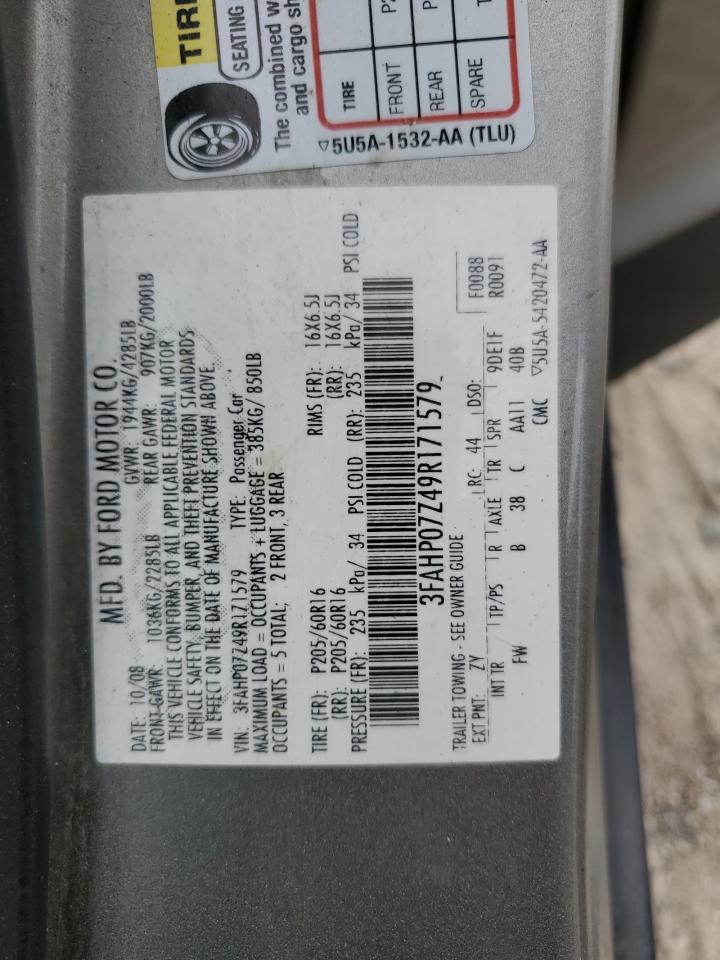 TIRE
SEATING
The combined w
and cargo sh
TIRE
FRONT P2
REAR P
SPARE T
▽5U5A-1532-AA (TLU)
MFD. BY FORD MOTOR CO.
DATE: 10/08 GVWR: 1944KG/4285LB
FRONT GAWR: 1036KG/2285LB REAR GAWR: 907KG/2000LB
THIS VEHICLE CONFORMS TO ALL APPLICABLE FEDERAL MOTOR
VEHICLE SAFETY, BUMPER, AND THEFT PREVENTION STANDARDS
IN EFFECT ON THE DATE OF MANUFACTURE SHOWN ABOVE.
VIN: 3FAHP07Z49R171579 TYPE: Passenger Car
MAXIMUM LOAD = OCCUPANTS + LUGGAGE = 385KG/ 850LB
OCCUPANTS = 5 TOTAL; 2 FRONT, 3 REAR
TIRE (FR): P205/60R16 RIMS (FR): 16X6.5J
(RR): P205/60R16 (RR): 16X6.5J
PRESSURE (FR): 235 kPa/ 34 PSI COLD (RR): 235 kPa/ 34 PSI COLD
3FAHP07Z49R171579
TRAILER TOWING - SEE OWNER GUIDE F0088
EXT PNT: ZY RC: 44 DSO: R0091
INT TR TP/PS R AXLE TR SPR 9DE1F
FW B 38 C AA11 40B
CMC ▽5U5A-5420472-AA